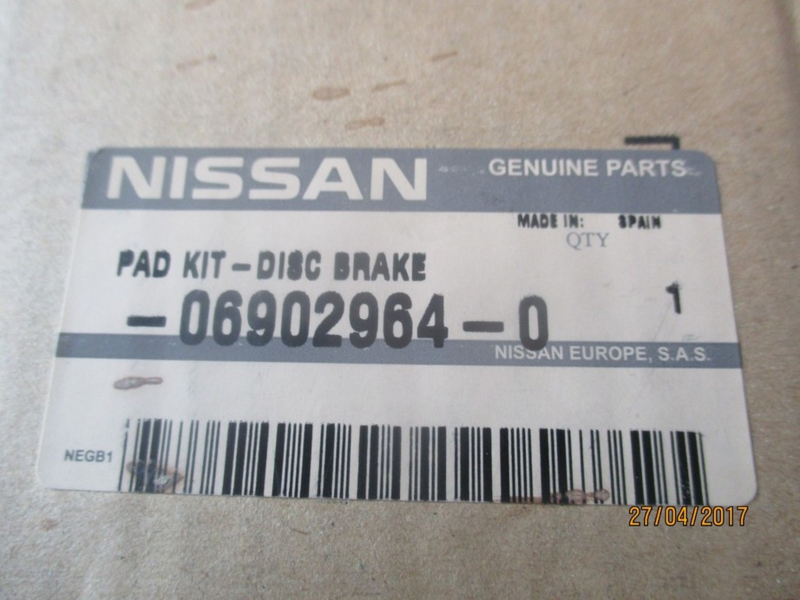 NISSAN
GENUINE PARTS
MADE IN: SPAIN
QTY
PAD KIT-DISC BRAKE
-06902964-0
1
NISSAN EUROPE, S.A.S.
NEGB1
27/04/2017